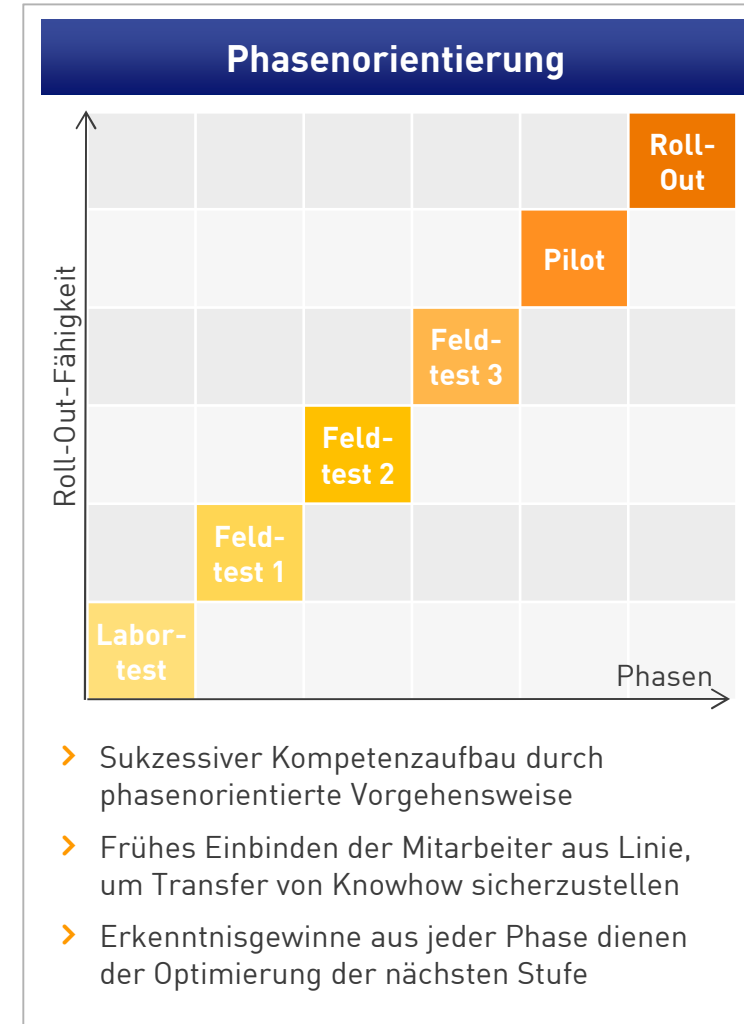 Phasenorientierung
Roll-
Out
Pilot
Feld-
test 3
Feld-
test 2
Feld-
test 1
Labor-
test
Roll-Out-Fähigkeit
Phasen
Sukzessiver Kompetenzaufbau durch
phasenorientierte Vorgehensweise
Frühes Einbinden der Mitarbeiter aus Linie,
um Transfer von Knowhow sicherzustellen
Erkenntnisgewinne aus jeder Phase dienen
der Optimierung der nächsten Stufe